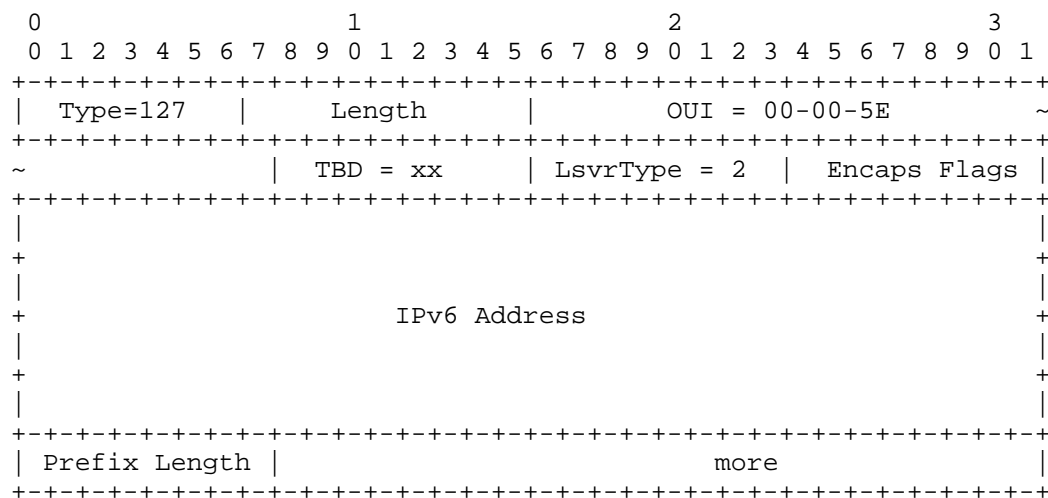 0                   1                   2                   3
 0 1 2 3 4 5 6 7 8 9 0 1 2 3 4 5 6 7 8 9 0 1 2 3 4 5 6 7 8 9 0 1
+-+-+-+-+-+-+-+-+-+-+-+-+-+-+-+-+-+-+-+-+-+-+-+-+-+-+-+-+-+-+-+-+
|  Type=127   |     Length      |        OUI = 00-00-5E         ~
+-+-+-+-+-+-+-+-+-+-+-+-+-+-+-+-+-+-+-+-+-+-+-+-+-+-+-+-+-+-+-+-+
~               |  TBD = xx     | LsvrType = 2  |  Encaps Flags |
+-+-+-+-+-+-+-+-+-+-+-+-+-+-+-+-+-+-+-+-+-+-+-+-+-+-+-+-+-+-+-+-+
|                                                               |
+                                                               +
|                                                               |
+                       IPv6 Address                            +
|                                                               |
+                                                               +
|                                                               |
+-+-+-+-+-+-+-+-+-+-+-+-+-+-+-+-+-+-+-+-+-+-+-+-+-+-+-+-+-+-+-+-+
| Prefix Length |                           more                |
+-+-+-+-+-+-+-+-+-+-+-+-+-+-+-+-+-+-+-+-+-+-+-+-+-+-+-+-+-+-+-+-+